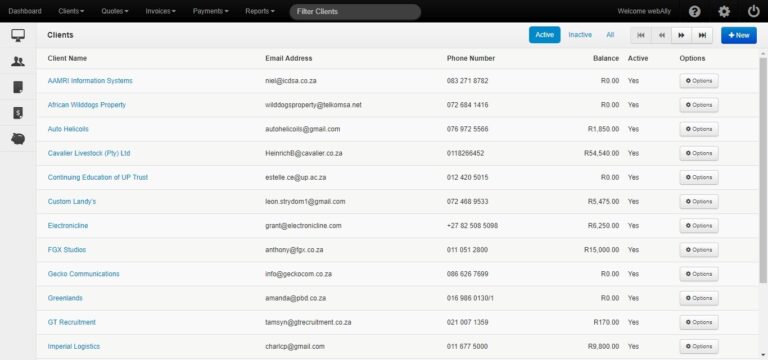 Dashboard Clients Quotes Invoices Payments Reports Filter Clients Welcome webAlly
Clients Active Inactive All +New
Client Name Email Address Phone Number Balance Active Options
AAMRI Information Systems niel@icdsa.co.za 083 271 8782 R0.00 Yes Options
African Wilddogs Property wilddogsproperty@telkomsa.net 072 684 1416 R0.00 Yes Options
Auto Helicoils autohelicoils@gmail.com 076 972 5566 R1,850.00 Yes Options
Cavalier Livestock (Pty) Ltd HeinrichB@cavalier.co.za 0118266452 R54,540.00 Yes Options
Continuing Education of UP Trust estelle.ce@up.ac.za 012 420 5015 R0.00 Yes Options
Custom Landy's leon.strydom1@gmail.com 072 468 9533 R5,475.00 Yes Options
Electronicline grant@electronicline.com +27 82 508 5098 R6,250.00 Yes Options
FGX Studios anthony@fgx.co.za 011 051 2800 R15,000.00 Yes Options
Gecko Communications info@geckocom.co.za 086 626 7699 R0.00 Yes Options
Greenlands amanda@pbd.co.za 016 986 0130/1 R0.00 Yes Options
GT Recruitment tamsyn@gtrecruitment.co.za 021 007 1359 R170.00 Yes Options
Imperial Logistics charlcp@gmail.com 011 677 5000 R9,800.00 Yes Options